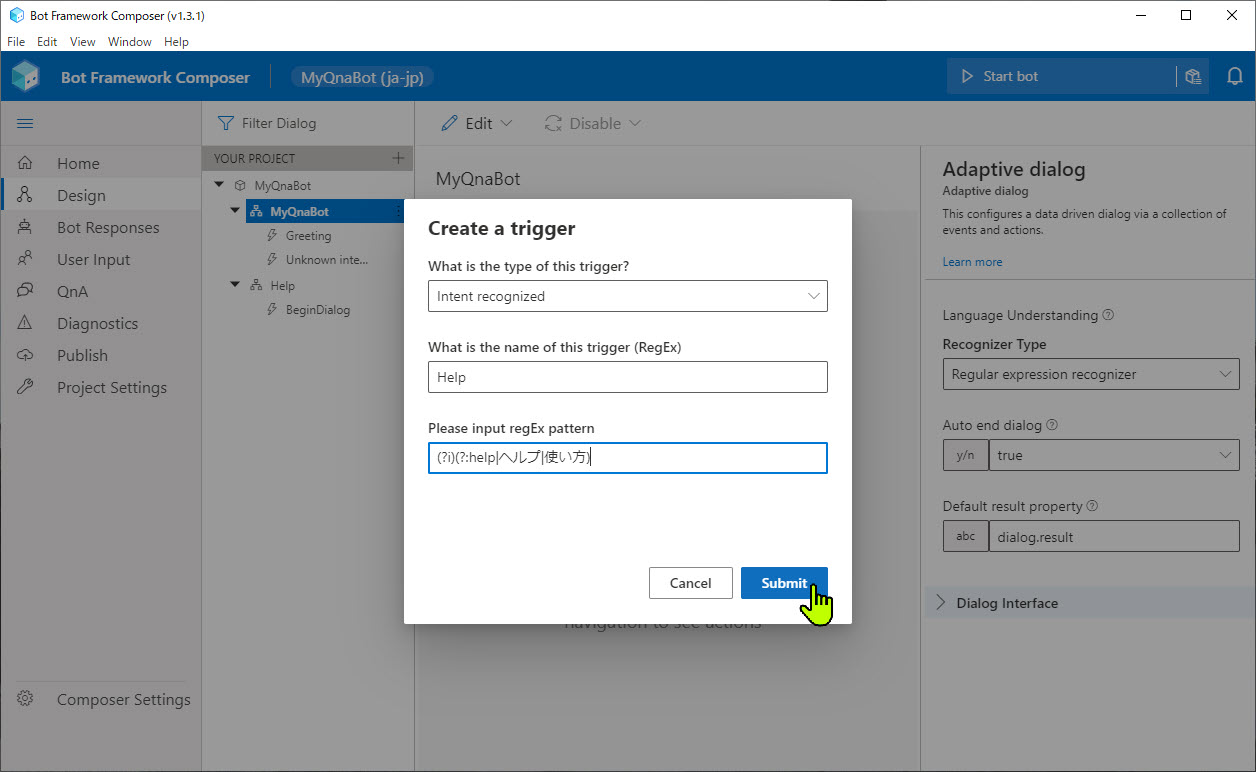 Bot Framework Composer (v1.3.1)
File Edit View Window Help
Bot Framework Composer
MyQnaBot (ja-jp)
Start bot
Filter Dialog
Edit
Disable
Home
Design
Bot Responses
User Input
QnA
Diagnostics
Publish
Project Settings
Composer Settings
YOUR PROJECT
MyQnaBot
MyQnaBot
Greeting
Unknown inte...
Help
BeginDialog
MyQnaBot
Create a trigger
What is the type of this trigger?
Intent recognized
What is the name of this trigger (RegEx)
Help
Please input regEx pattern
(?i)(?:help|ヘルプ|使い方)
Cancel
Submit
navigation to see actions
Adaptive dialog
Adaptive dialog
This configures a data driven dialog via a collection of
events and actions.
Learn more
Language Understanding
Recognizer Type
Regular expression recognizer
Auto end dialog
y/n
true
Default result property
abc
dialog.result
Dialog Interface